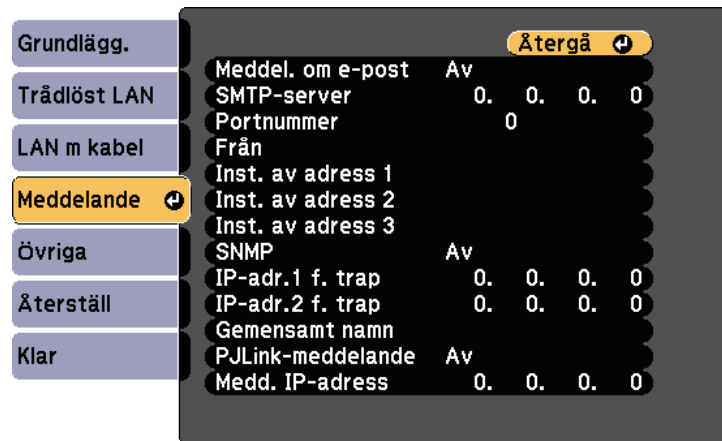 Grundlägg.
Trådlöst LAN
LAN m kabel
Meddelande
Övriga
Återställ
Klar
Återgå
Meddel. om e-post Av
SMTP-server 0. 0. 0. 0
Portnummer 0
Från
Inst. av adress 1
Inst. av adress 2
Inst. av adress 3
SNMP Av
IP-adr.1 f. trap 0. 0. 0. 0
IP-adr.2 f. trap 0. 0. 0. 0
Gemensamt namn
PJLink-meddelande Av
Medd. IP-adress 0. 0. 0. 0